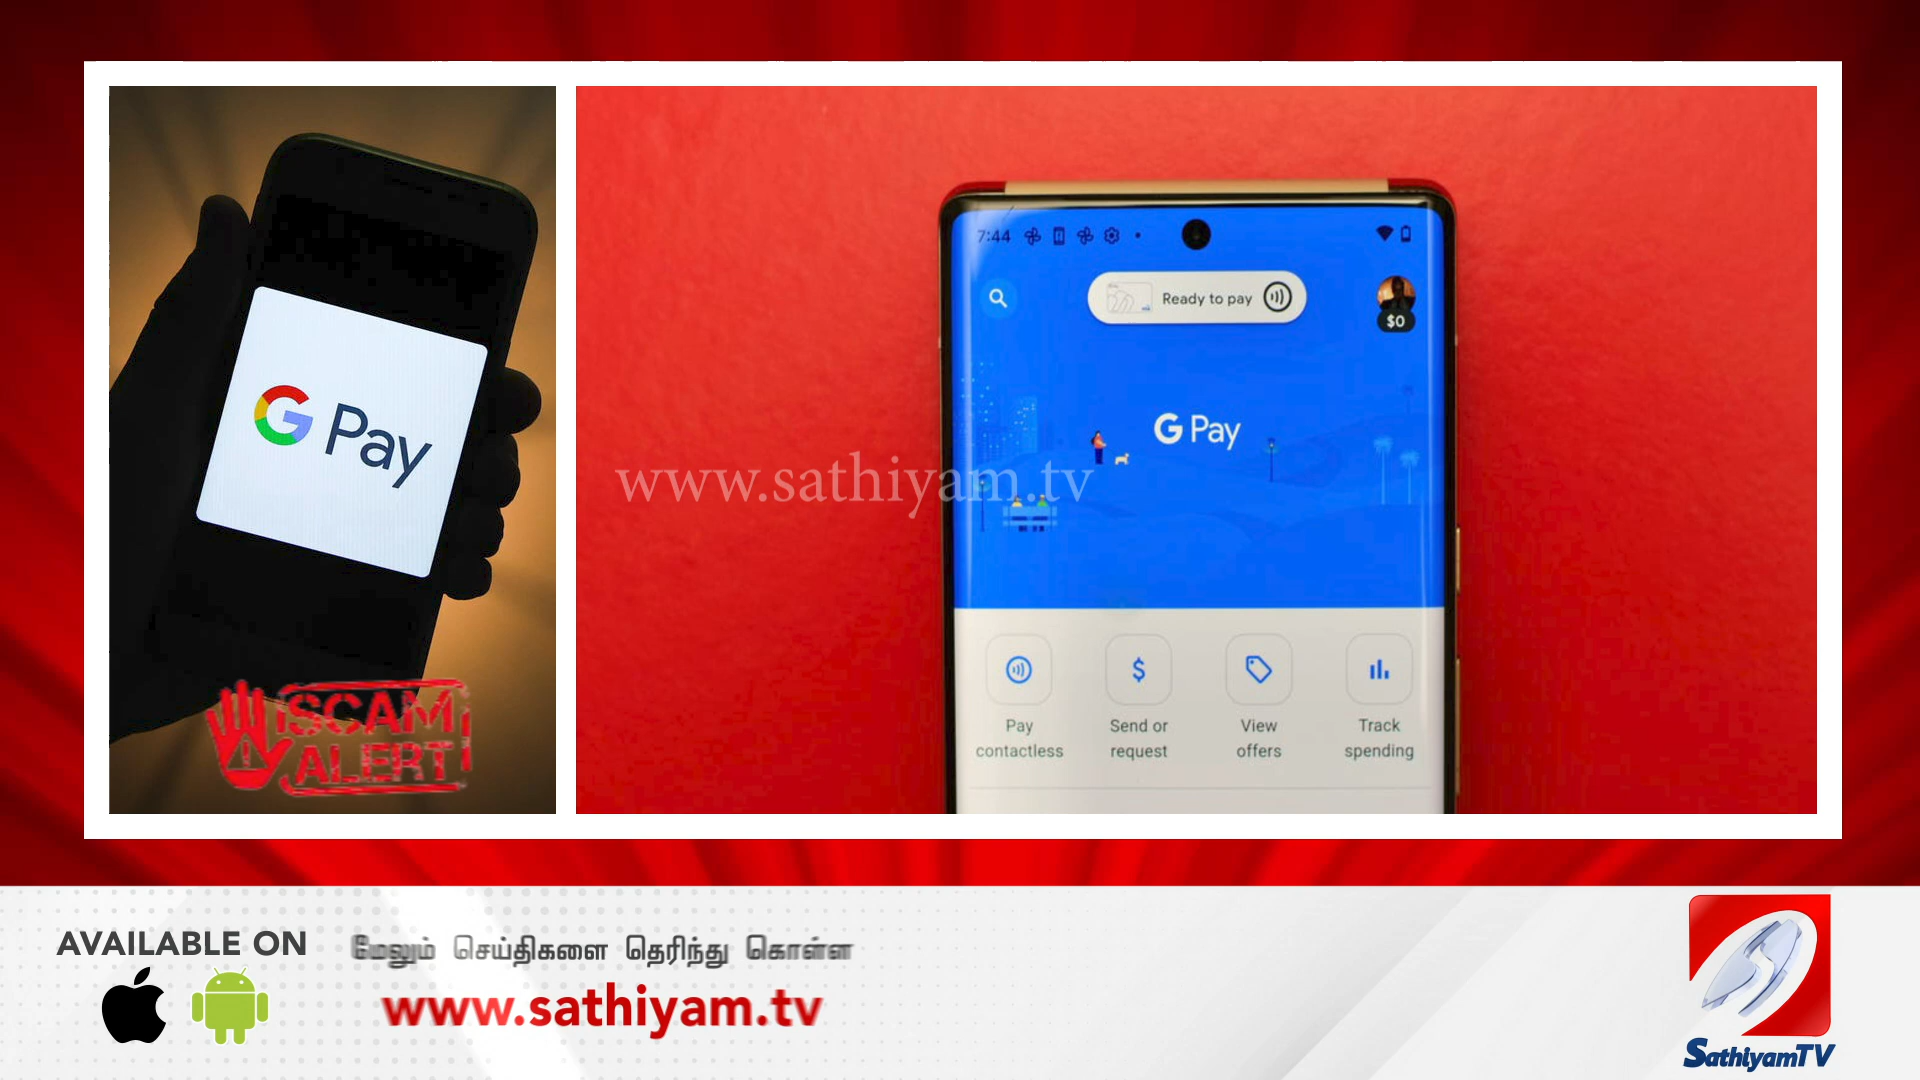 G Pay
SCAM
ALERT
7:44
Ready to pay
$0
G Pay
www.sathiyam.tv
Pay
contactless
Send or
request
View
offers
Track
spending
AVAILABLE ON
மேலும் செய்திகளை தெரிந்து கொள்ள
www.sathiyam.tv
SathiyamTV